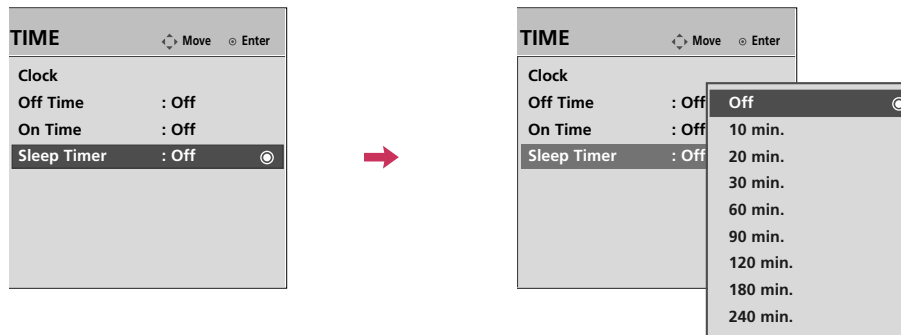 TIME Move Enter
Clock
Off Time : Off
On Time : Off
Sleep Timer : Off
TIME Move Enter
Clock
Off Time : Off
On Time : Off
Sleep Timer : Off
Off
10 min.
20 min.
30 min.
60 min.
90 min.
120 min.
180 min.
240 min.